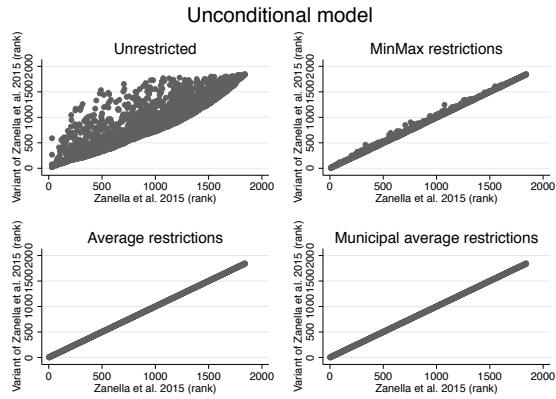 Unconditional model
Unrestricted
Variant of Zanella et al. 2015 (rank)
0 500 1000 1500 2000
0 500 1000 1500 2000
Zanella et al. 2015 (rank)
MinMax restrictions
Variant of Zanella et al. 2015 (rank)
0 500 1000 1500 2000
0 500 1000 1500 2000
Zanella et al. 2015 (rank)
Average restrictions
Variant of Zanella et al. 2015 (rank)
0 500 1000 1500 2000
0 500 1000 1500 2000
Zanella et al. 2015 (rank)
Municipal average restrictions
Variant of Zanella et al. 2015 (rank)
0 500 1000 1500 2000
0 500 1000 1500 2000
Zanella et al. 2015 (rank)